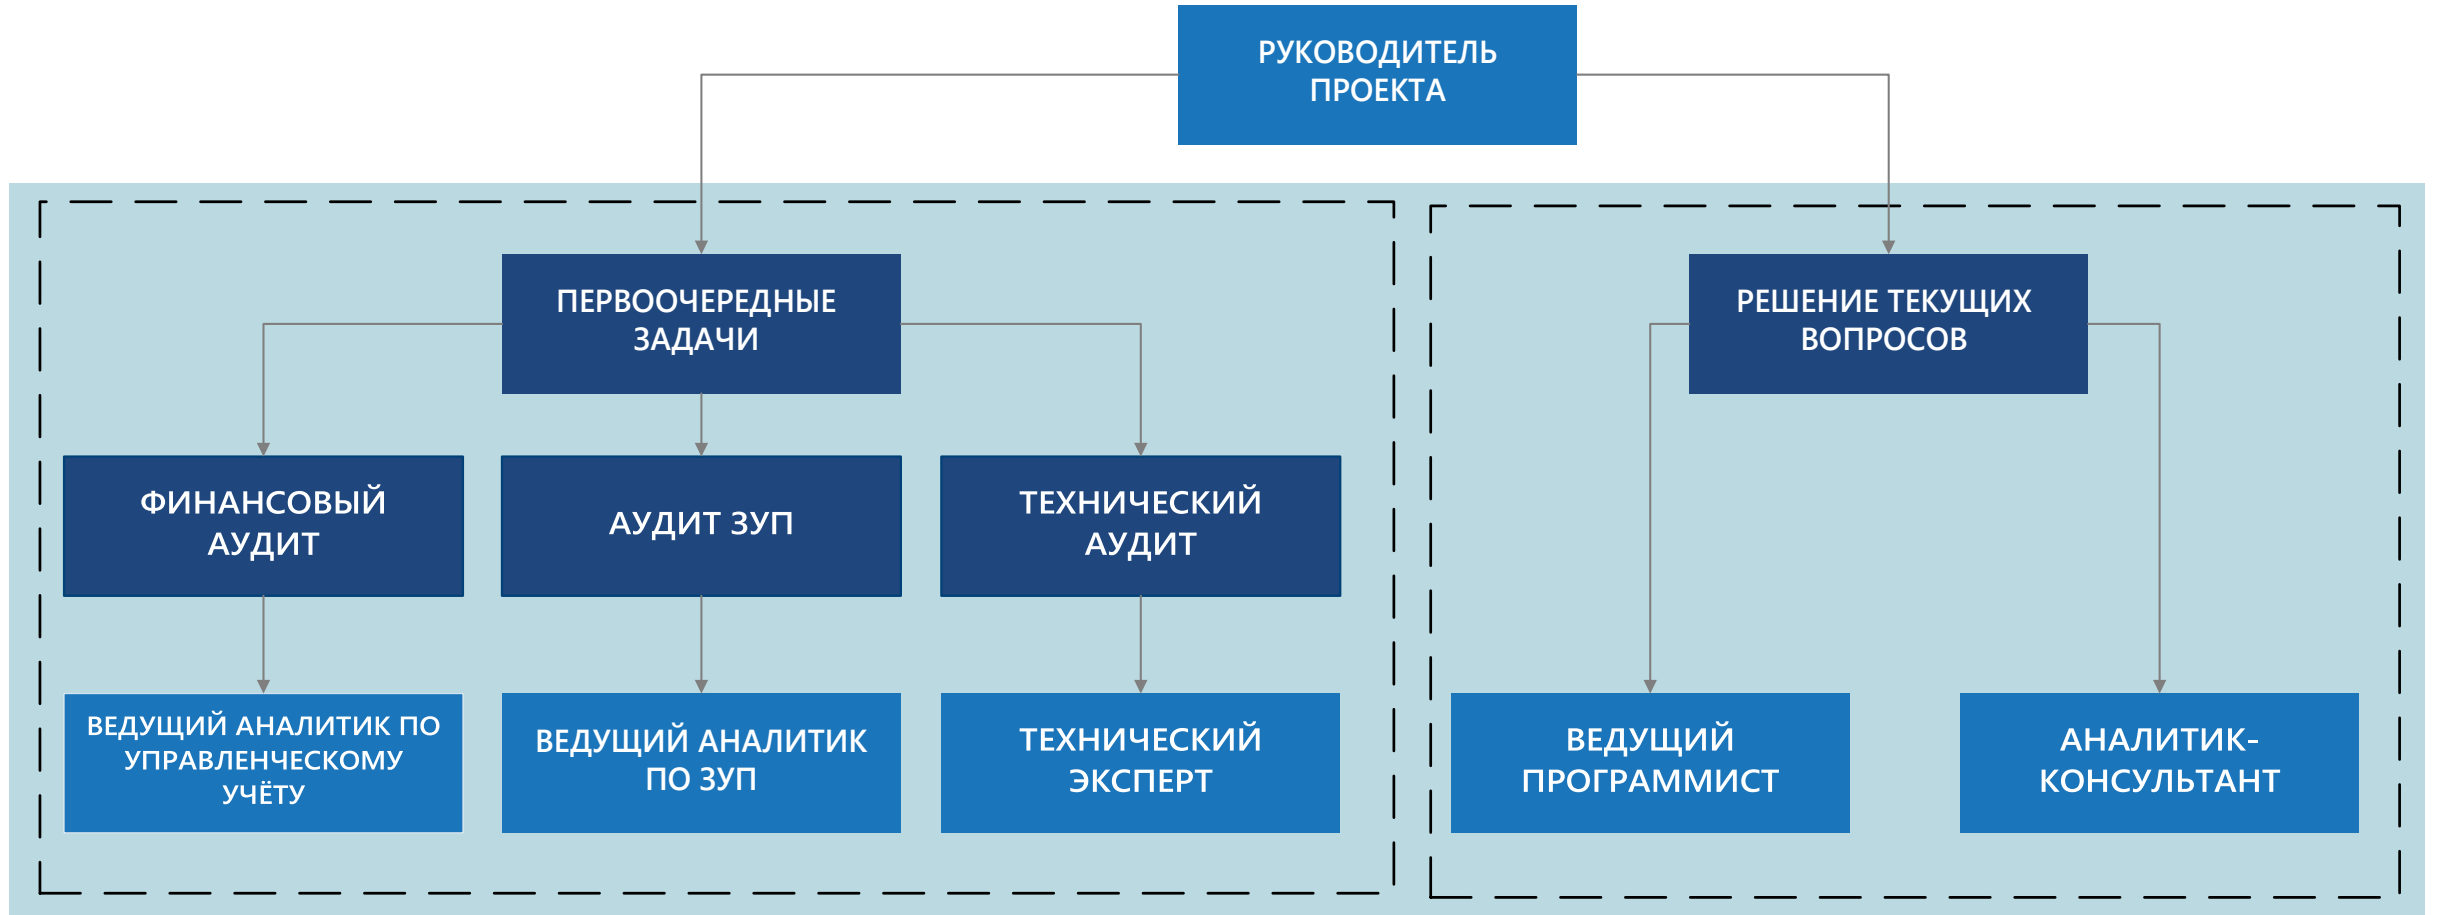 РУКОВОДИТЕЛЬ
ПРОЕКТА
ПЕРВООЧЕРЕДНЫЕ
ЗАДАЧИ
РЕШЕНИЕ ТЕКУЩИХ
ВОПРОСОВ
ФИНАНСОВЫЙ
АУДИТ
АУДИТ ЗУП
ТЕХНИЧЕСКИЙ
АУДИТ
ВЕДУЩИЙ АНАЛИТИК ПО
УПРАВЛЕНЧЕСКОМУ
УЧЁТУ
ВЕДУЩИЙ АНАЛИТИК
ПО ЗУП
ТЕХНИЧЕСКИЙ
ЭКСПЕРТ
ВЕДУЩИЙ
ПРОГРАММИСТ
АНАЛИТИК-
КОНСУЛЬТАНТ